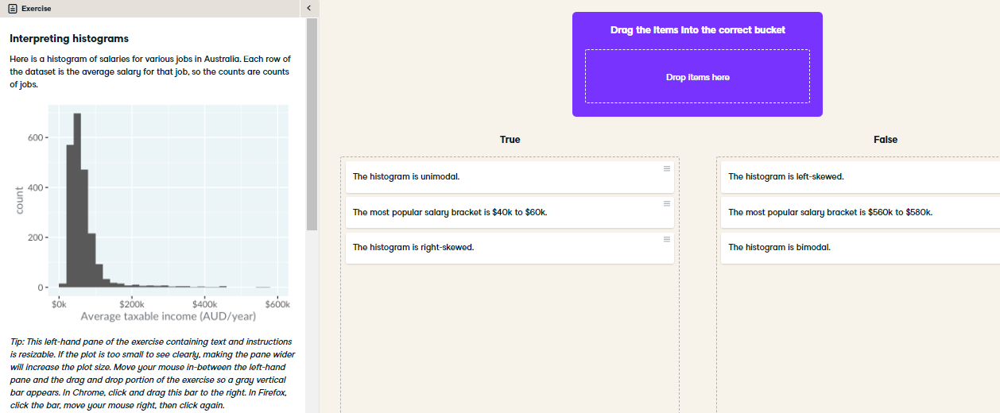 Exercise
Interpreting histograms
Here is a histogram of salaries for various jobs in Australia. Each row of
the dataset is the average salary for that job, so the counts are counts
of jobs.
600
400
200
0
count
$0k $200k $400k $600k
Average taxable income (AUD/year)
Tip: This left-hand pane of the exercise containing text and instructions
is resizable. If the plot is too small to see clearly, making the pane wider
will increase the plot size. Move your mouse in-between the left-hand
pane and the drag and drop portion of the exercise so a gray vertical
bar appears. In Chrome, click and drag this bar to the right. In Firefox,
click the bar, move your mouse right, then click again.
Drag the items into the correct bucket
Drop items here
True
The histogram is unimodal.
The most popular salary bracket is $40k to $60k.
The histogram is right-skewed.
False
The histogram is left-skewed.
The most popular salary bracket is $560k to $580k.
The histogram is bimodal.